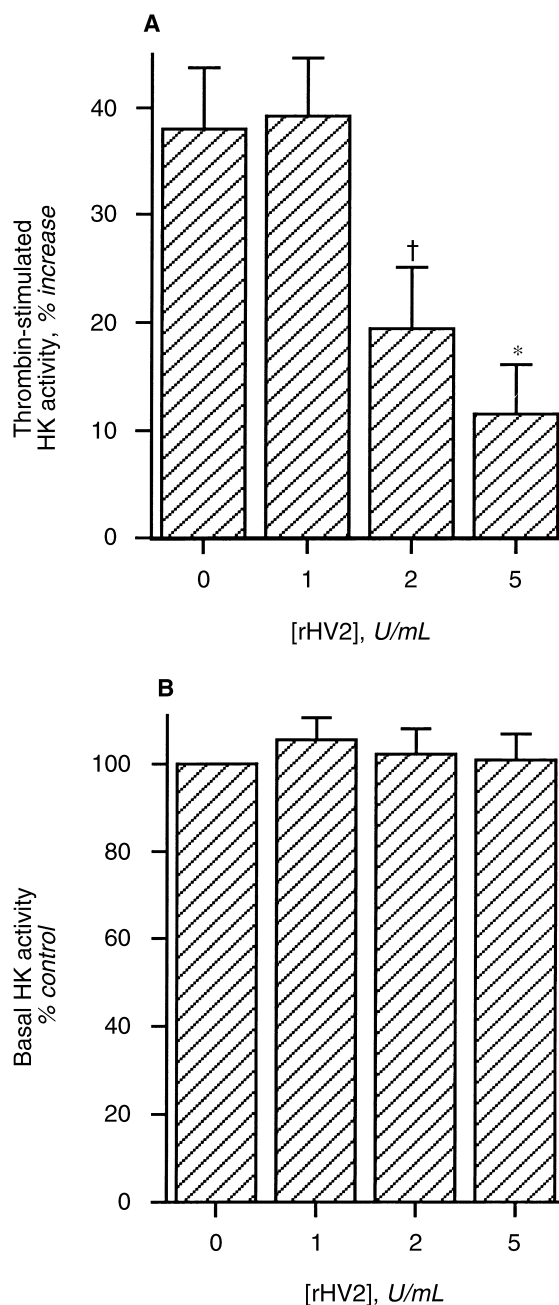 A
Thrombin-stimulated
HK activity, % increase
40
30
20
10
0
†
*
0 1 2 5
[rHV2], U/mL
B
Basal HK activity
% control
100
80
60
40
20
0
0 1 2 5
[rHV2], U/mL